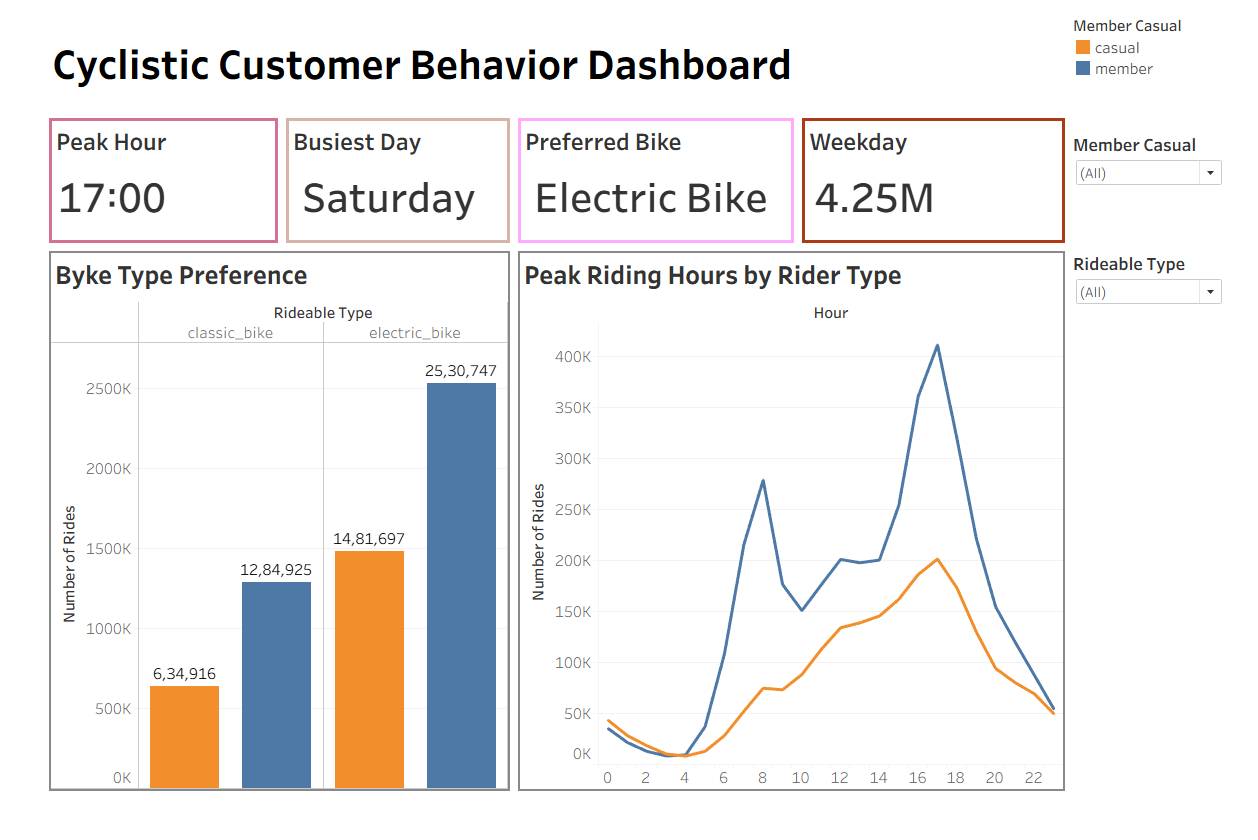 Cyclistic Customer Behavior Dashboard
Member Casual
casual
member
Peak Hour
17:00
Busiest Day
Saturday
Preferred Bike
Electric Bike
Weekday
4.25M
Member Casual
(All)
Rideable Type
(All)
Byke Type Preference
Rideable Type
classic_bike electric_bike
Number of Rides
2500K
2000K
1500K
1000K
500K
0K
6,34,916
12,84,925
14,81,697
25,30,747
Peak Riding Hours by Rider Type
Hour
Number of Rides
400K
350K
300K
250K
200K
150K
100K
50K
0K
0 2 4 6 8 10 12 14 16 18 20 22